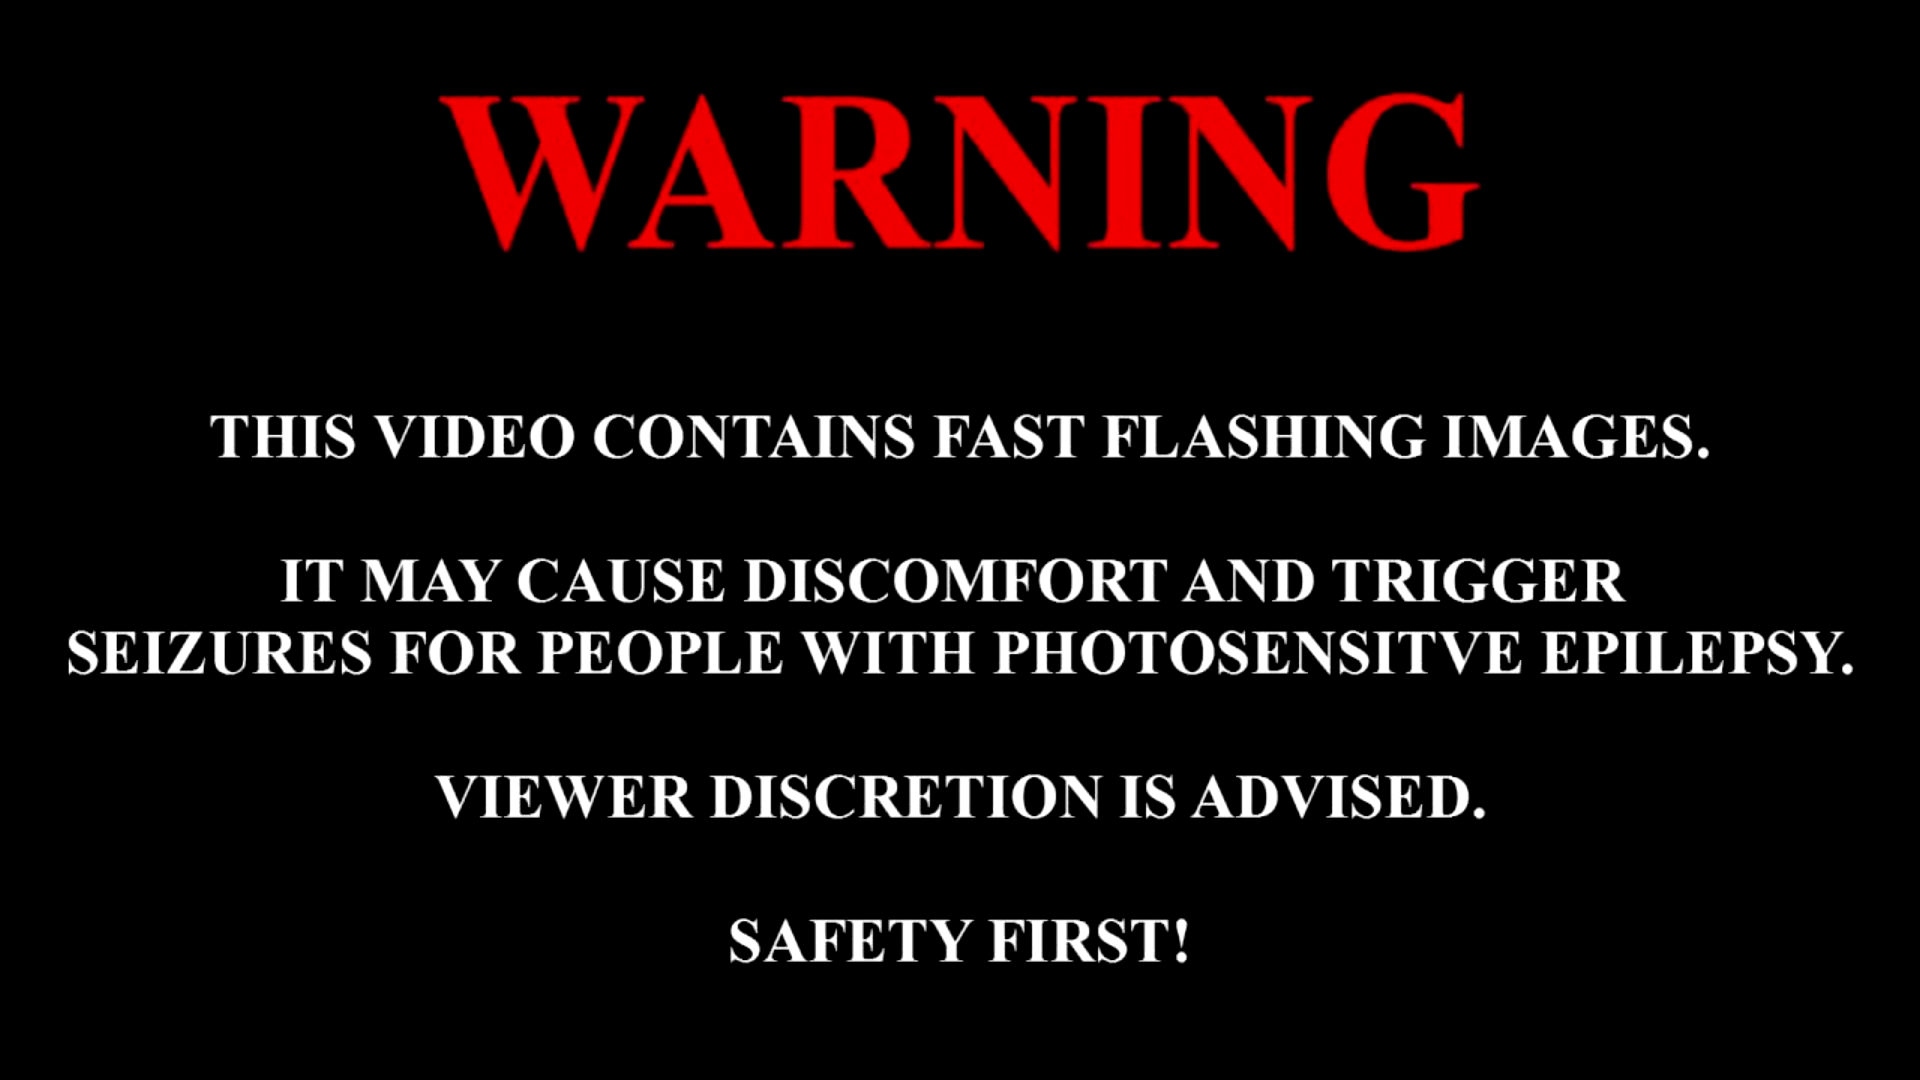 WARNING
THIS VIDEO CONTAINS FAST FLASHING IMAGES.
IT MAY CAUSE DISCOMFORT AND TRIGGER
SEIZURES FOR PEOPLE WITH PHOTOSENSITVE EPILEPSY.
VIEWER DISCRETION IS ADVISED.
SAFETY FIRST!